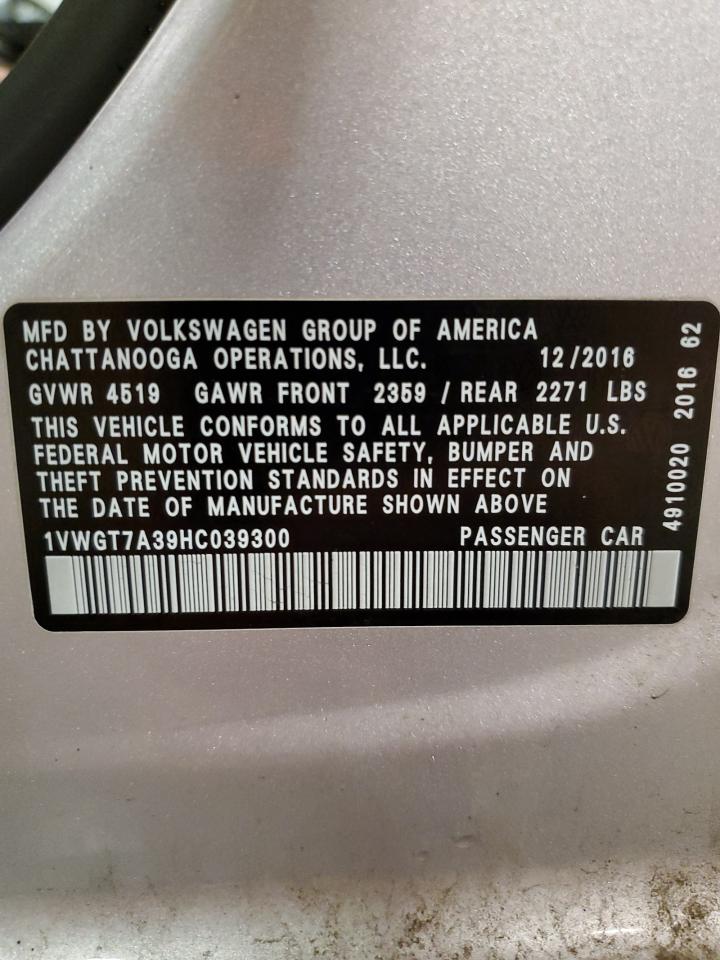 MFD BY VOLKSWAGEN GROUP OF AMERICA
CHATTANOOGA OPERATIONS, LLC. 12/2016
GVWR 4519 GAWR FRONT 2359 / REAR 2271 LBS
THIS VEHICLE CONFORMS TO ALL APPLICABLE U.S.
FEDERAL MOTOR VEHICLE SAFETY, BUMPER AND
THEFT PREVENTION STANDARDS IN EFFECT ON
THE DATE OF MANUFACTURE SHOWN ABOVE
1VWGT7A39HC039300 PASSENGER CAR
4910020 2016 62